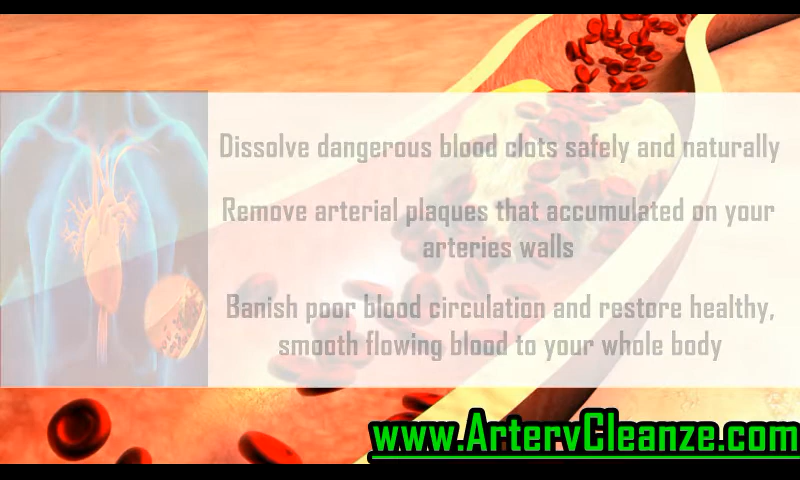 Dissolve dangerous blood clots safely and naturally
Remove arterial plaques that accumulated on your
arteries walls
Banish poor blood circulation and restore healthy,
smooth flowing blood to your whole body
www.ArteryCleanze.com